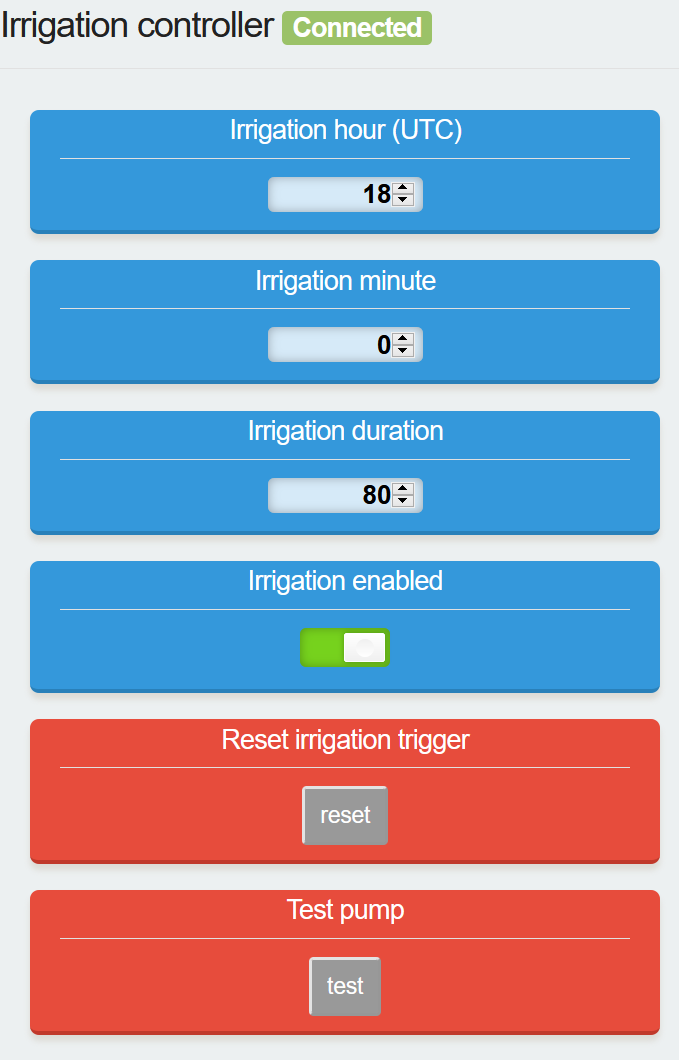 Irrigation controller Connected
Irrigation hour (UTC)
18
Irrigation minute
0
Irrigation duration
80
Irrigation enabled
Reset irrigation trigger
reset
Test pump
test